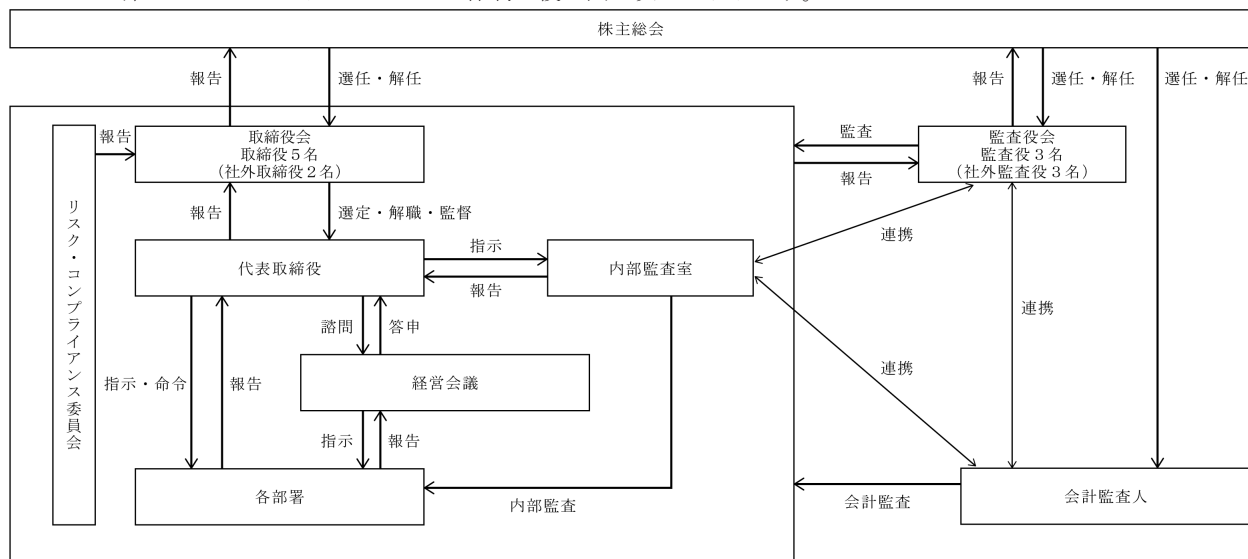 株主総会
報告
選任・解任
報告
選任・解任
選任・解任
報告
取締役会
取締役5名
(社外取締役2名)
監査
報告
監査役会
監査役3名
(社外監査役3名)
リスク・コンプライアンス委員会
報告
選定・解職・監督
連携
代表取締役
指示
報告
内部監査室
諮問
答申
連携
連携
指示・命令
報告
経営会議
指示
報告
各部署
内部監査
会計監査
会計監査人